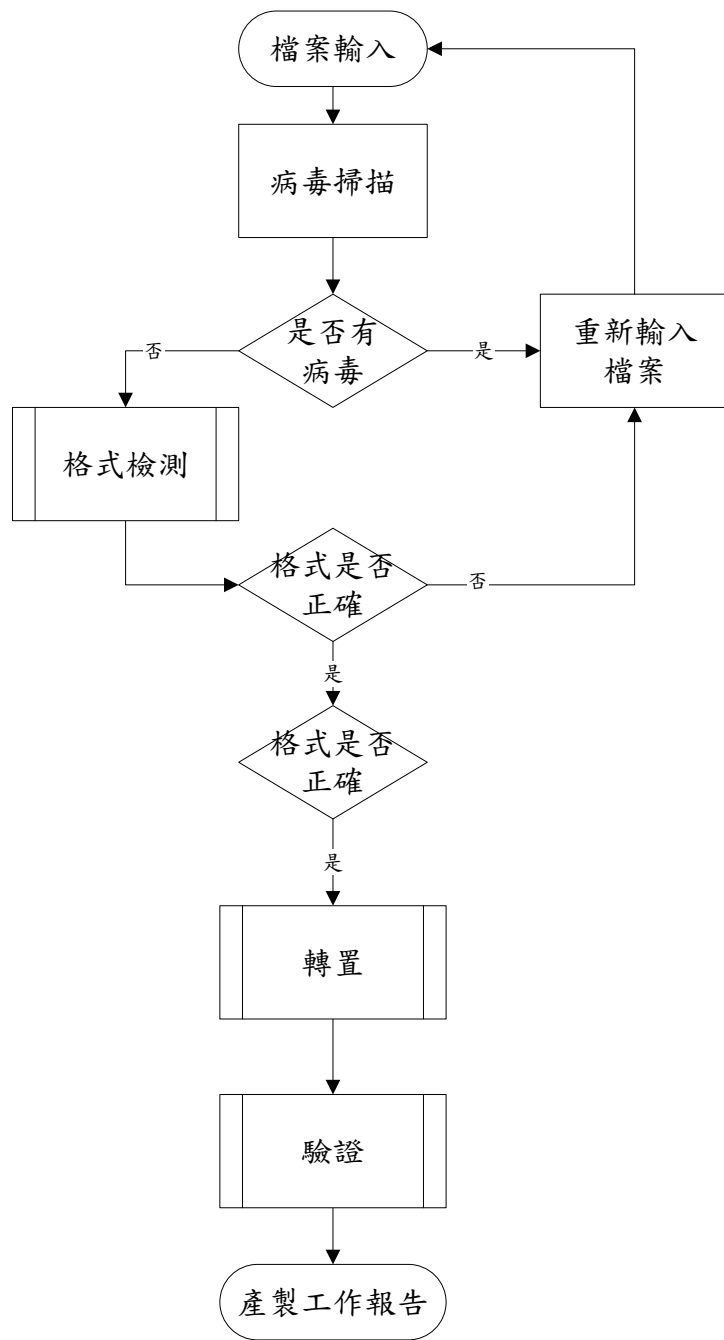 檔案輸入
病毒掃描
是否有
病毒
否
是
重新輸入
檔案
格式檢測
格式是否
正確
否
是
格式是否
正確
是
轉置
驗證
產製工作報告